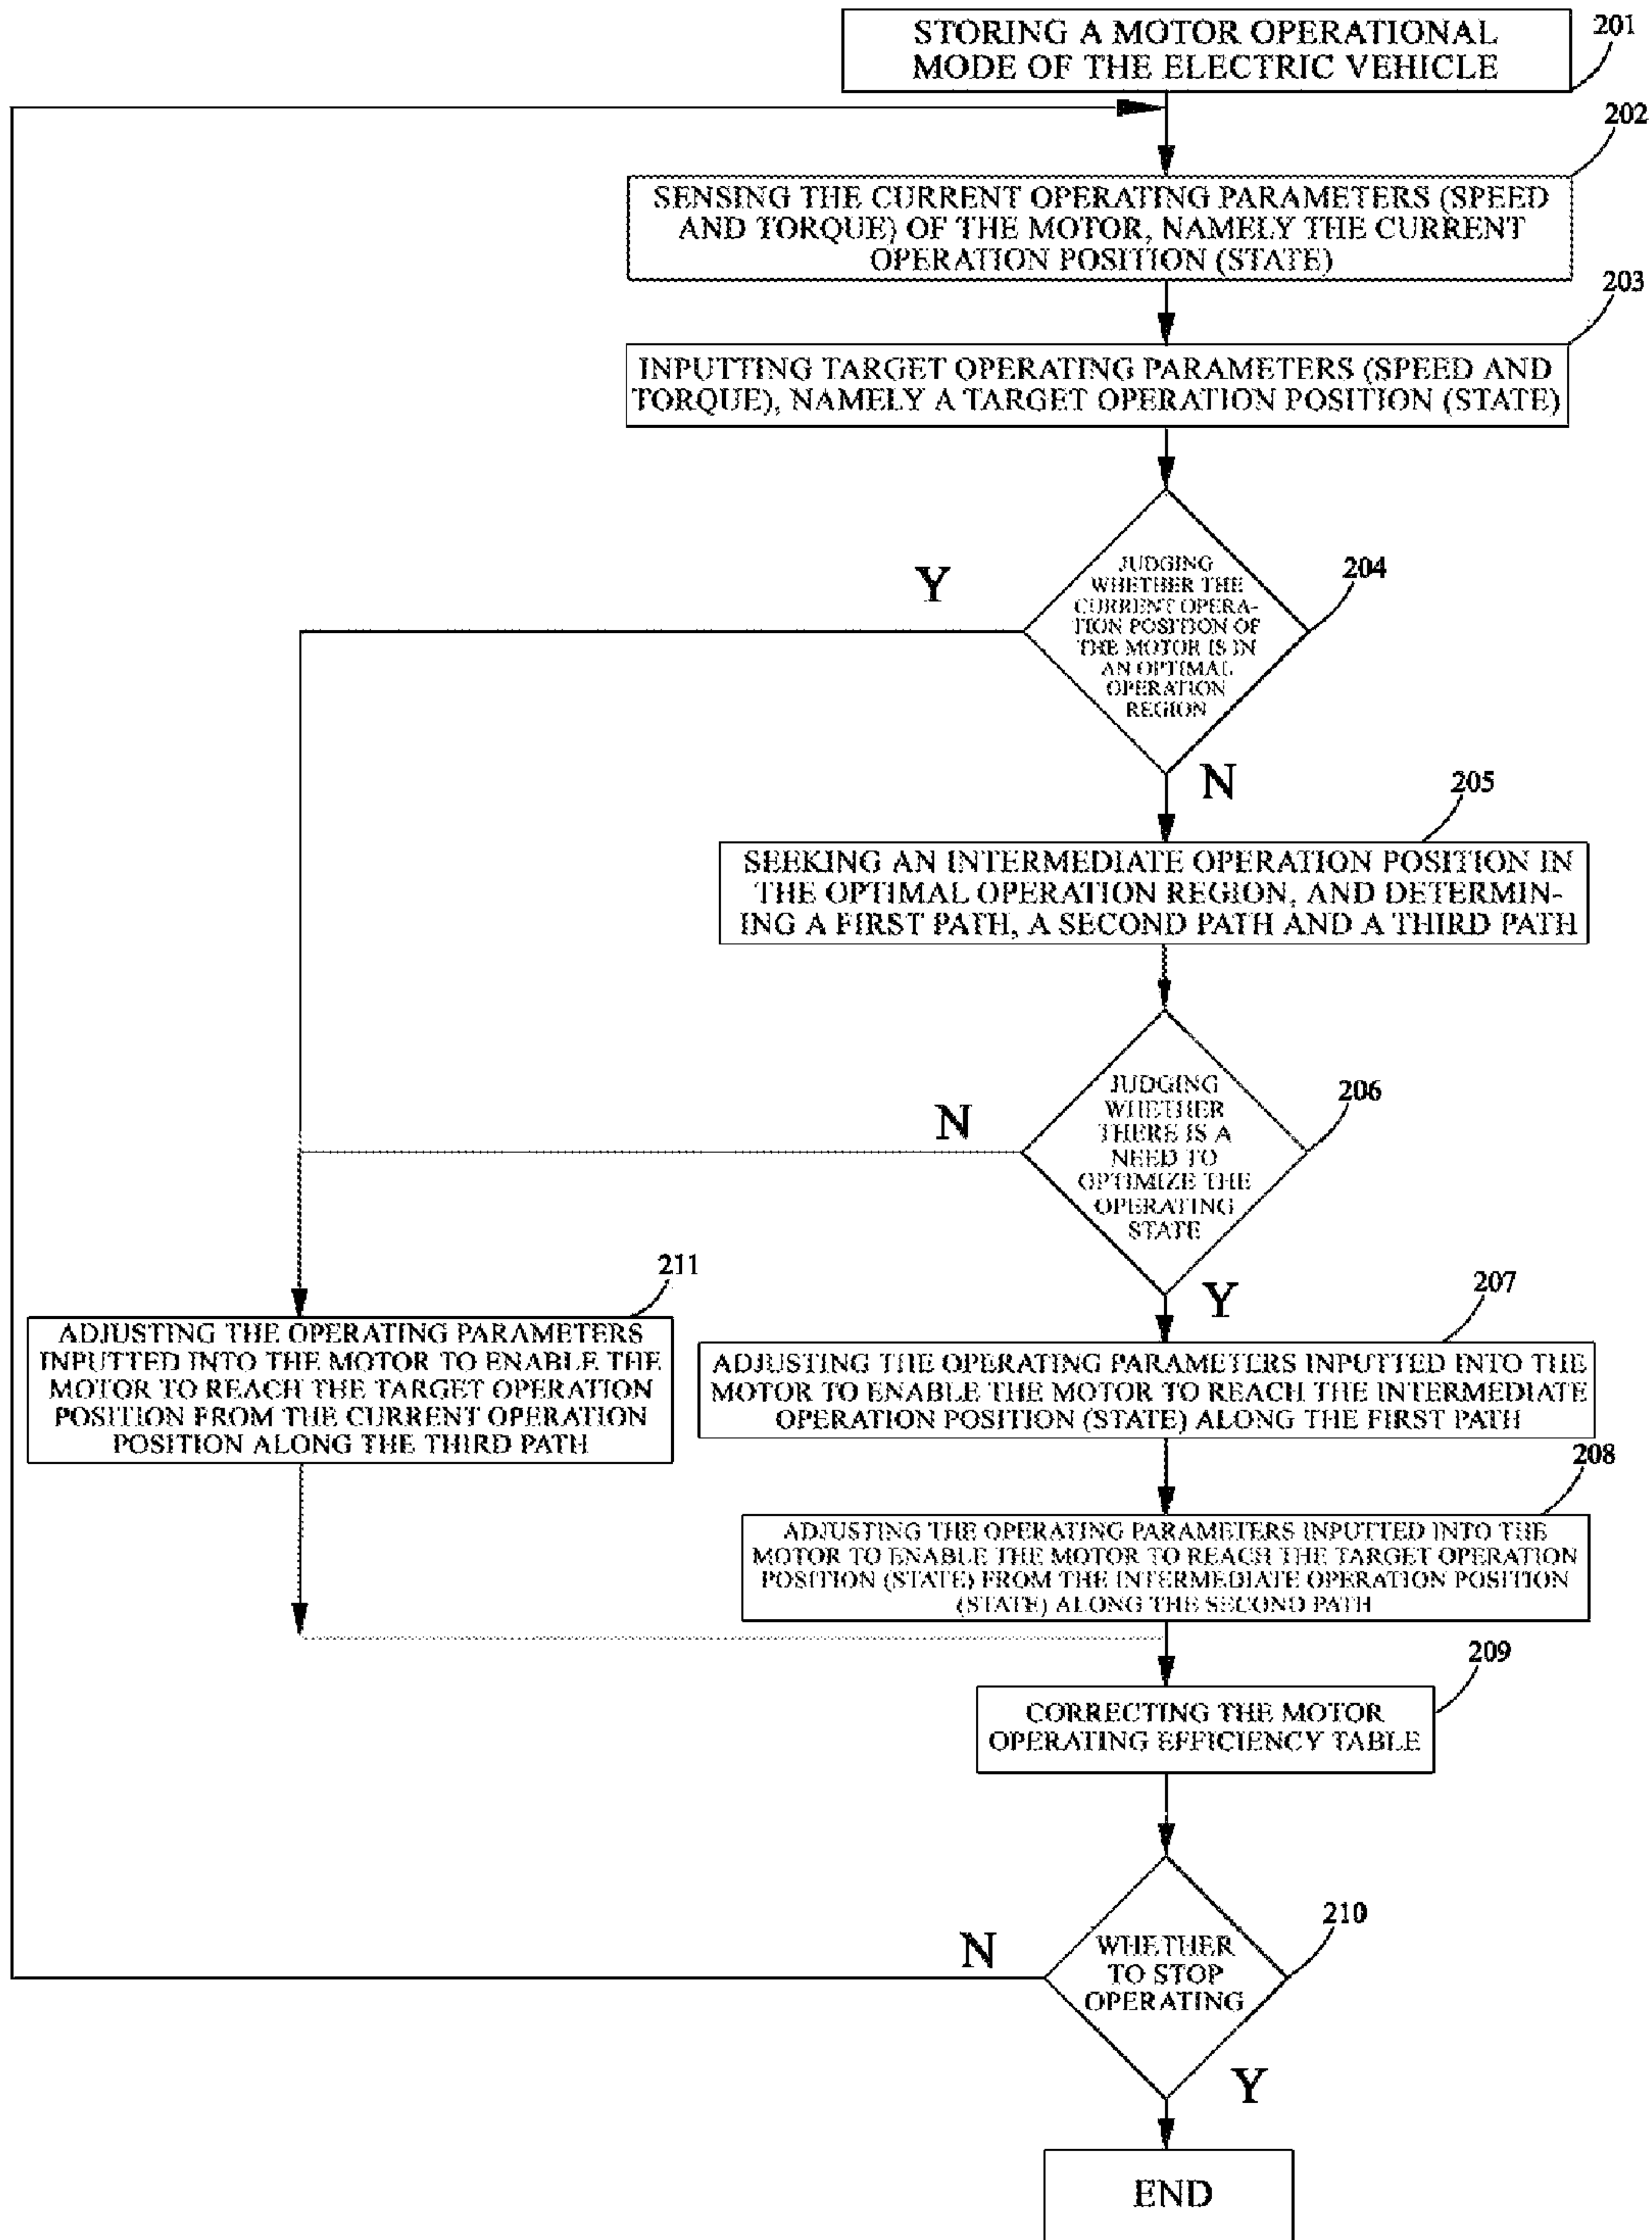 STORING A MOTOR OPERATIONAL
MODE OF THE ELECTRIC VEHICLE
201
202
SENSING THE CURRENT OPERATING PARAMETERS (SPEED
AND TORQUE) OF THE MOTOR, NAMELY THE CURRENT
OPERATION POSITION (STATE)
203
INPUTTING TARGET OPERATING PARAMETERS (SPEED AND
TORQUE), NAMELY A TARGET OPERATION POSITION (STATE)
204
JUDGING
WHETHER THE
CURRENT OPERA-
TION POSITION OF
THE MOTOR IS IN
AN OPTIMAL
OPERATION
REGION
Y
N
205
SEEKING AN INTERMEDIATE OPERATION POSITION IN
THE OPTIMAL OPERATION REGION, AND DETERMIN-
ING A FIRST PATH, A SECOND PATH AND A THIRD PATH
206
JUDGING
WHETHER
THERE IS A
NEED TO
OPTIMIZE THE
OPERATING
STATE
N
Y
211
ADJUSTING THE OPERATING PARAMETERS
INPUTTED INTO THE MOTOR TO ENABLE THE
MOTOR TO REACH THE TARGET OPERATION
POSITION FROM THE CURRENT OPERATION
POSITION ALONG THE THIRD PATH
207
ADJUSTING THE OPERATING PARAMETERS INPUTTED INTO THE
MOTOR TO ENABLE THE MOTOR TO REACH THE INTERMEDIATE
OPERATION POSITION (STATE) ALONG THE FIRST PATH
208
ADJUSTING THE OPERATING PARAMETERS INPUTTED INTO THE
MOTOR TO ENABLE THE MOTOR TO REACH THE TARGET OPERATION
POSITION (STATE) FROM THE INTERMEDIATE OPERATION POSITION
(STATE) ALONG THE SECOND PATH
209
CORRECTING THE MOTOR
OPERATING EFFICIENCY TABLE
210
WHETHER
TO STOP
OPERATING
N
Y
END